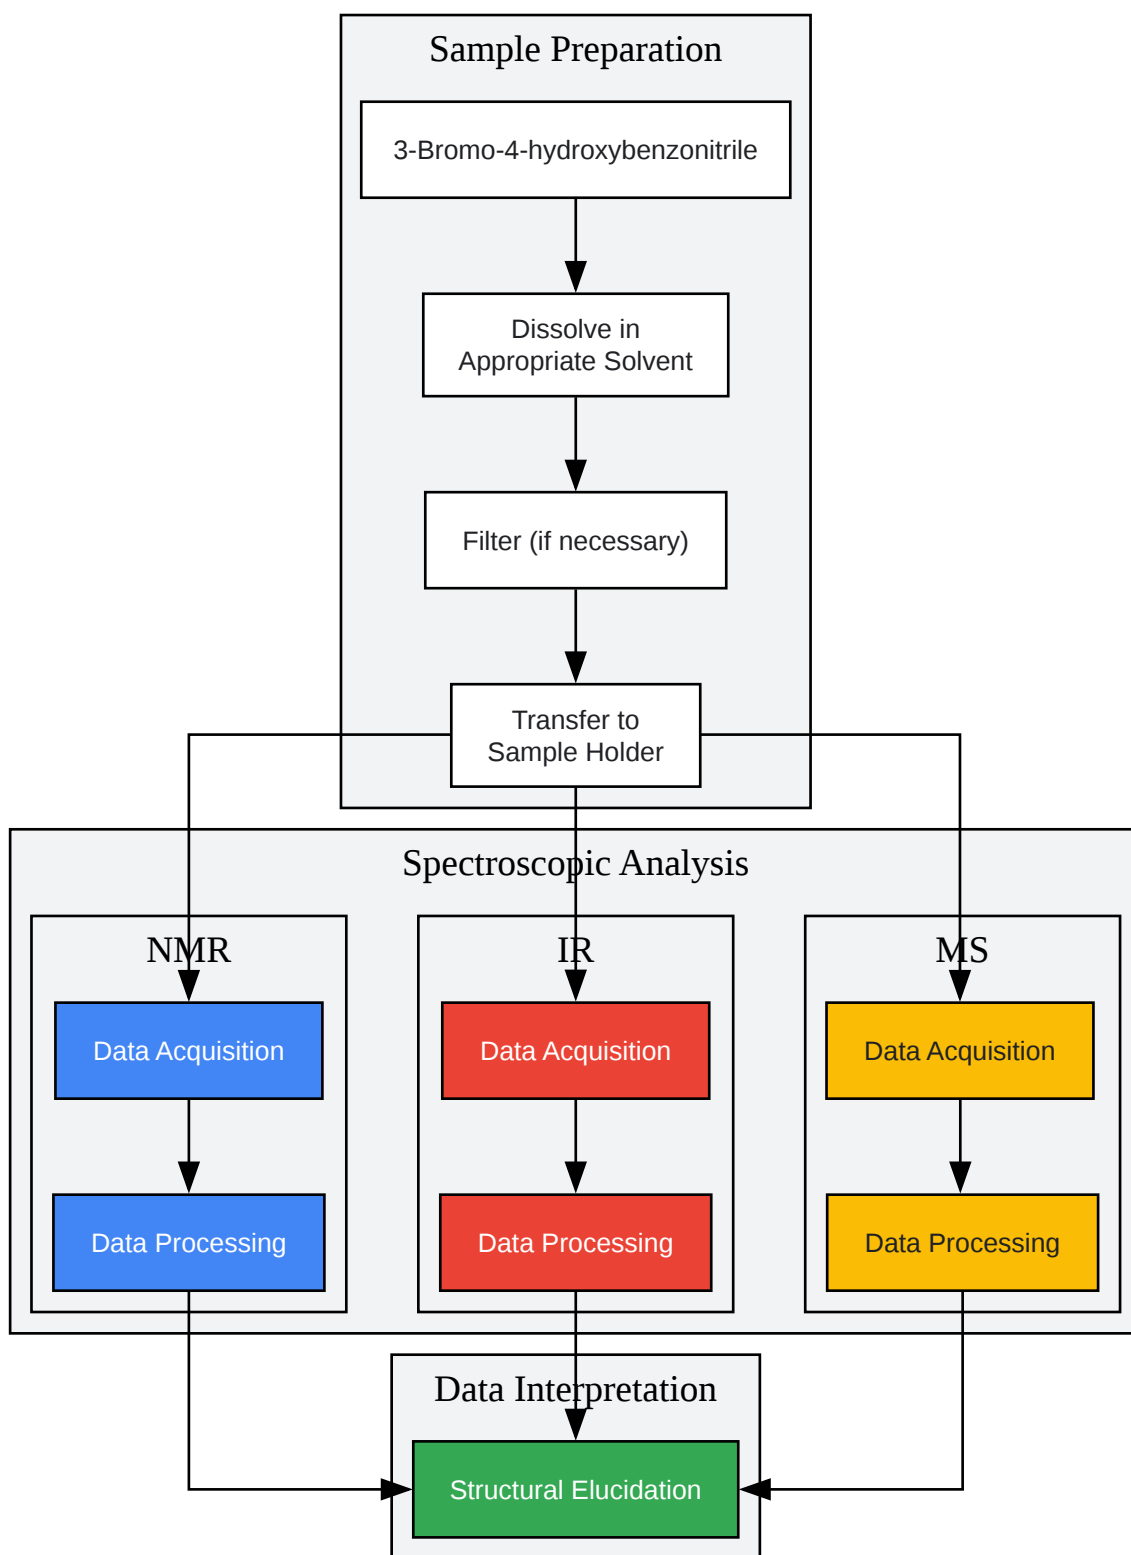 Sample Preparation
3-Bromo-4-hydroxybenzonitrile
Dissolve in
Appropriate Solvent
Filter (if necessary)
Transfer to
Sample Holder
Spectroscopic Analysis
NMR
IR
MS
Data Acquisition
Data Acquisition
Data Acquisition
Data Processing
Data Processing
Data Processing
Data Interpretation
Structural Elucidation